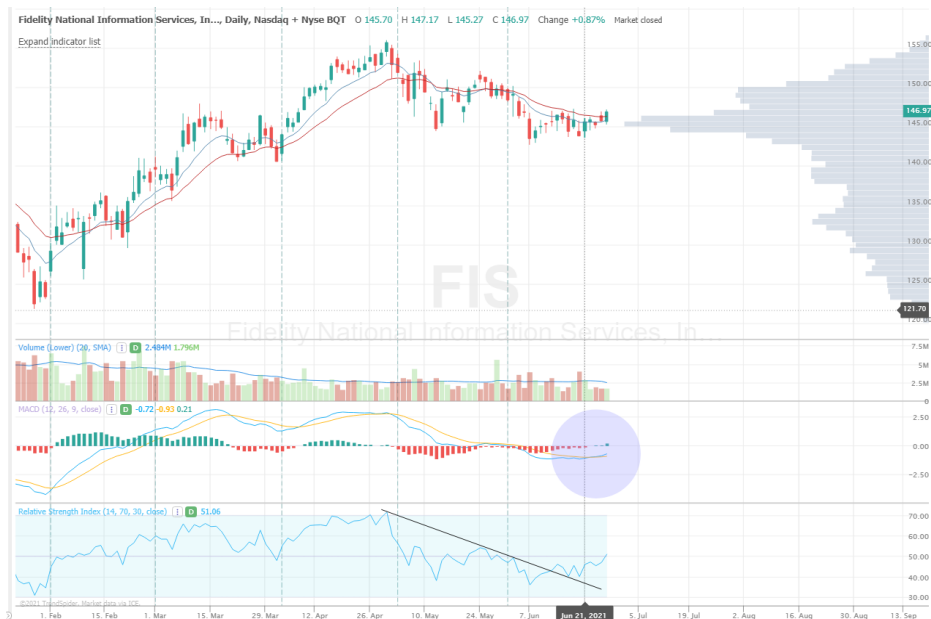 Fidelity National Information Services, In..., Daily, Nasdaq + Nyse BQT O 145.70 H 147.17 L 145.27 C 146.97 Change +0.87% Market closed
Expand indicator list
155.00
150.00
146.97
145.00
140.00
135.00
130.00
125.00
121.70
120.00
FIS
Fidelity National Information Services, In
Volume (Lower) (20, SMA) D 2.484M 1.796M
7.5M
5M
2.5M
0
MACD (12, 26, 9, close) D -0.72 -0.93 0.21
2.50
0.00
-2.50
Relative Strength Index (14, 70, 30, close) D 51.06
70.00
60.00
50.00
40.00
30.00
©2021 TrendSpider. Market data via ICE
1. Feb 15. Feb 1. Mar 15. Mar 29. Mar 12. Apr 26. Apr 10. May 24. May 7. Jun Jun 21, 2021 5. Jul 19. Jul 2. Aug 16. Aug 30. Aug 13. Sep